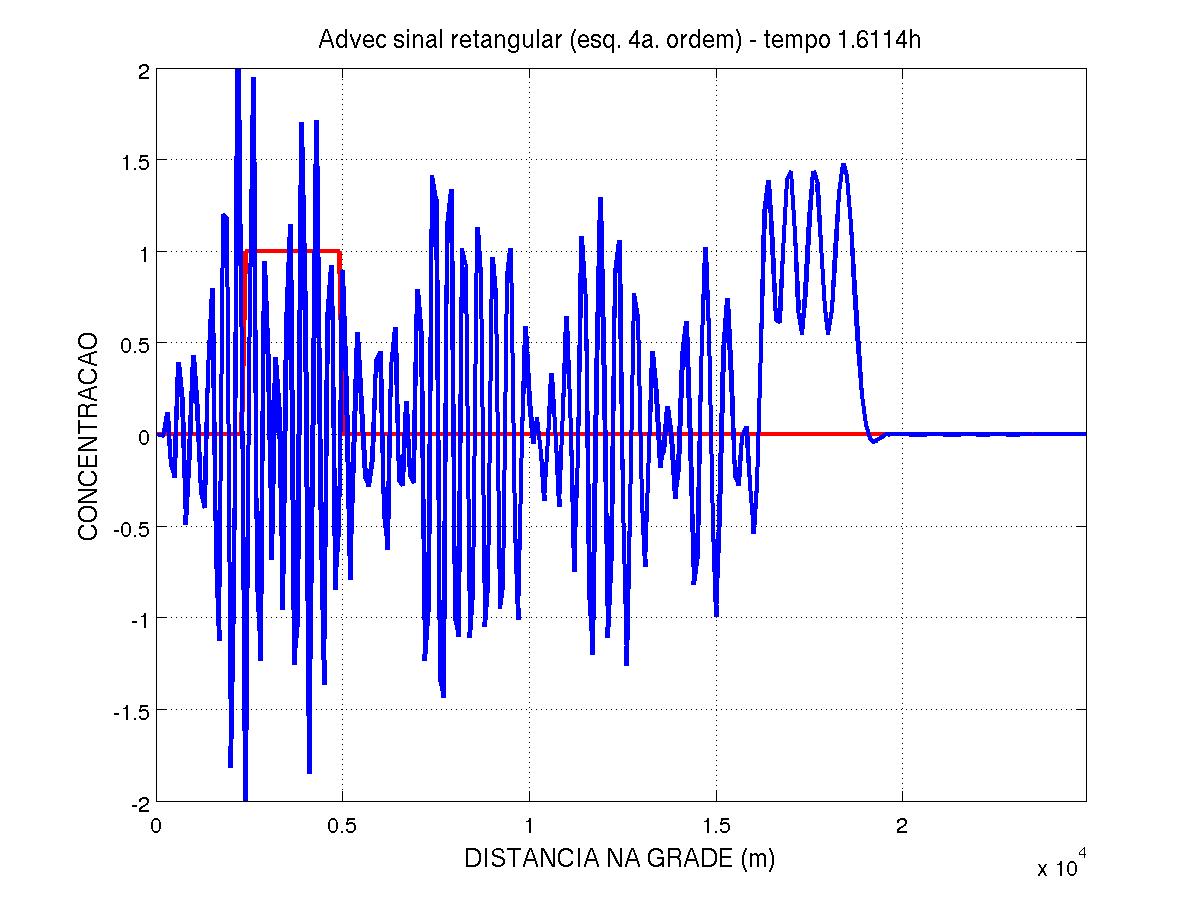 Advec sinal retangular (esq. 4a. ordem) - tempo 1.6114h
2
1.5
1
0.5
0
-0.5
-1
-1.5
-2
CONCENTRACAO
0 0.5 1 1.5 2
DISTANCIA NA GRADE (m)
x 10^4